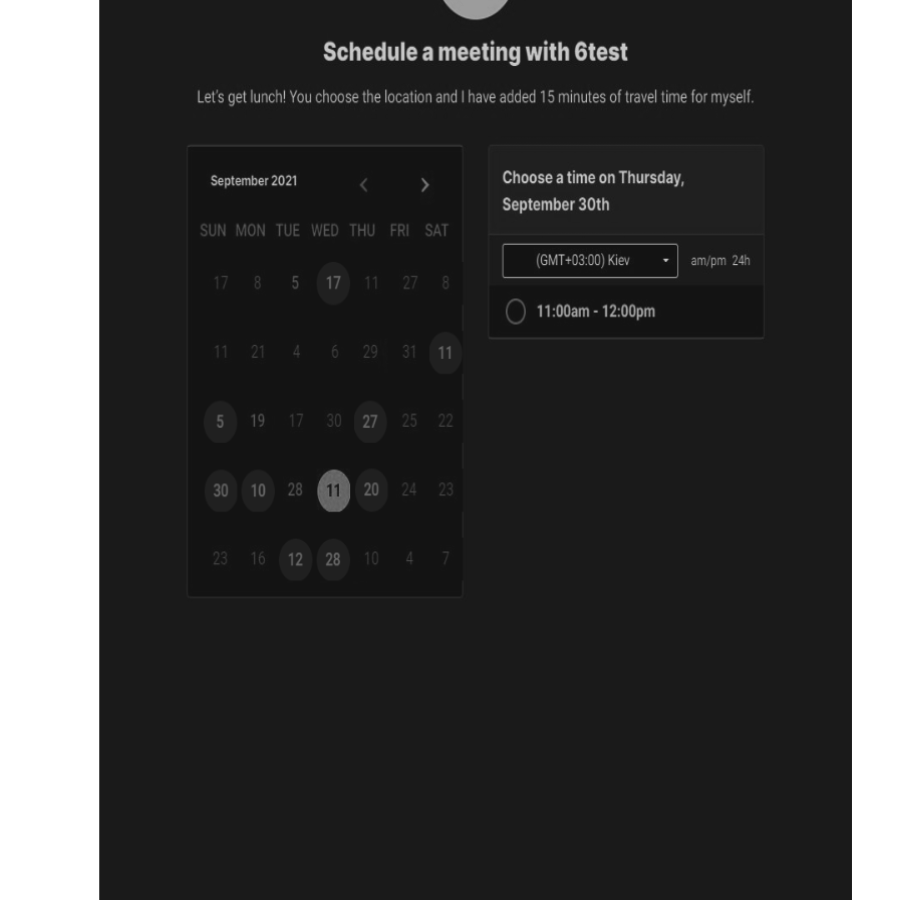 Schedule a meeting with 6test
Let's get lunch! You choose the location and I have added 15 minutes of travel time for myself.
September 2021
SUN MON TUE WED THU FRI SAT
17 8 5 17 11 27 8
11 21 4 6 29 31 11
5 19 17 30 27 25 22
30 10 28 11 20 24 23
23 16 12 28 10 4 7
Choose a time on Thursday,
September 30th
(GMT+03:00) Kiev am/pm 24h
11:00am - 12:00pm